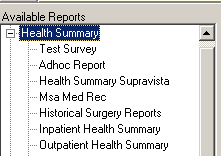 Available Reports
Health Summary
Test Survey
Adhoc Report
Health Summary Supravista
Msa Med Rec
Historical Surgery Reports
Inpatient Health Summary
Outpatient Health Summary